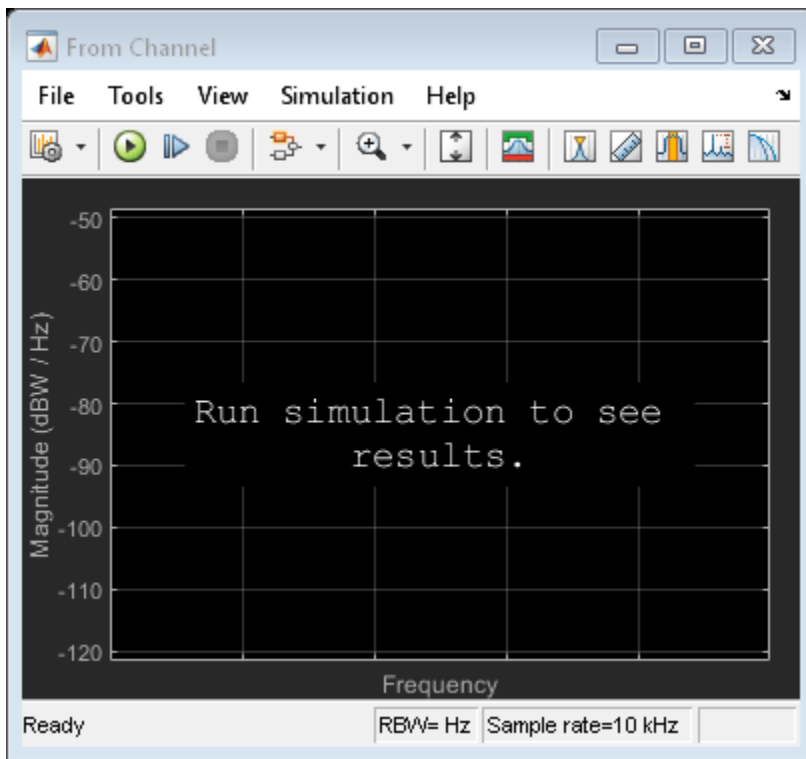 From Channel
File Tools View Simulation Help
-50
-60
-70
-80
-90
-100
-110
-120
Magnitude (dBW / Hz)
Run simulation to see
results.
Frequency
Ready RBW= Hz Sample rate=10 kHz